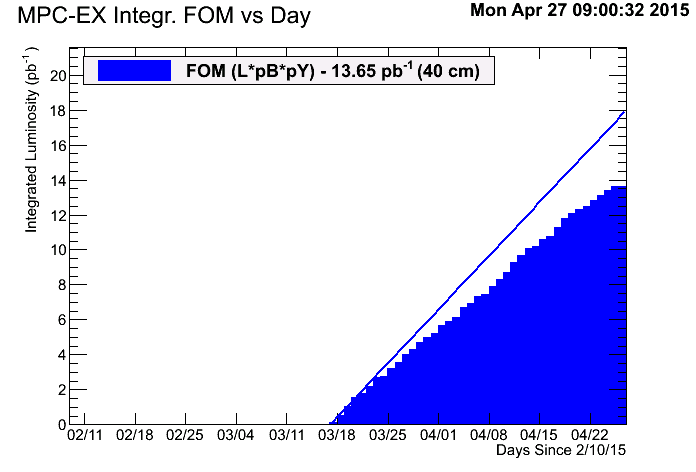 MPC-EX Integr. FOM vs Day
Mon Apr 27 09:00:32 2015
Integrated Luminosity (pb⁻¹)
FOM (L*pB*pY) - 13.65 pb⁻¹ (40 cm)
20
18
16
14
12
10
8
6
4
2
0
02/11 02/18 02/25 03/04 03/11 03/18 03/25 04/01 04/08 04/15 04/22
Days Since 2/10/15